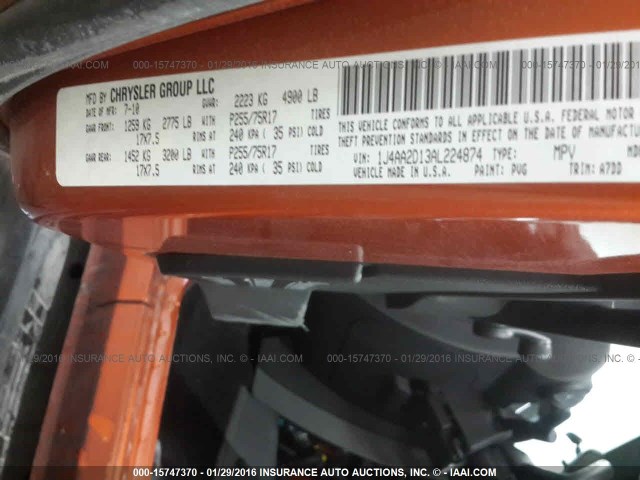 MFD BY CHRYSLER GROUP LLC
DATE OF MFR: 7-10 GVWR: 2223 KG 4900 LB
GAWR FRONT: 1259 KG 2775 LB WITH P255/75R17 TIRES
17X7.5 RIMS AT 240 KPA ( 35 PSI) COLD
GAWR REAR: 1452 KG 3200 LB WITH P255/75R17 TIRES
17X7.5 RIMS AT 240 KPA ( 35 PSI) COLD
THIS VEHICLE CONFORMS TO ALL APPLICABLE U.S.A. FEDERAL MOTOR
THEFT PREVENTION STANDARDS IN EFFECT ON THE DATE OF MANUFACTUR
VIN: 1J4AA2D13AL224874 TYPE: MPV
VEHICLE MADE IN U.S.A. PAINT: PVG TRIM: A7DD
000-15747370 - 01/29/2016 INSURANCE AUTO AUCTIONS, INC. - © IAAI.COM
000-15747370 - 01/29/2016 INSURANCE AUTO AUCTIONS, INC. - © IAAI.COM
000-15747370 - 01/29/2016 INSURANCE AUTO AUCTIONS, INC. - © IAAI.COM